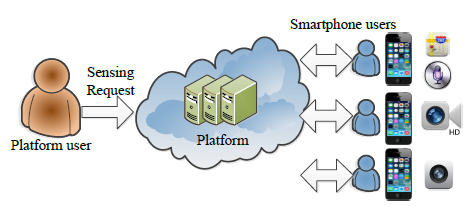 Smartphone users
Sensing
Request
Platform user
Platform
HD